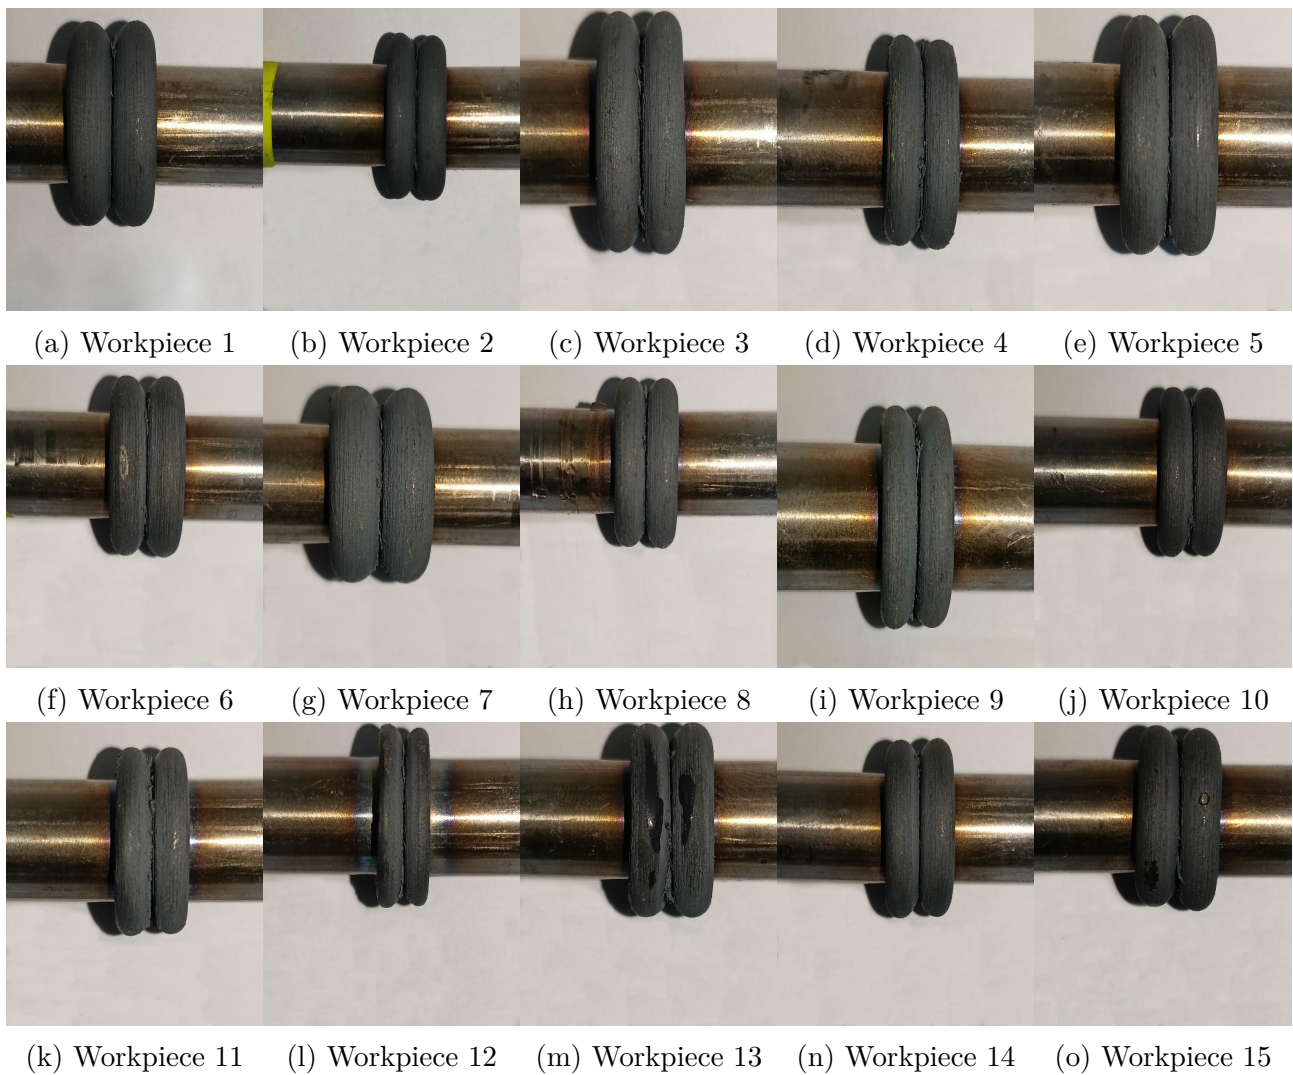 (a) Workpiece 1
(b) Workpiece 2
(c) Workpiece 3
(d) Workpiece 4
(e) Workpiece 5
(f) Workpiece 6
(g) Workpiece 7
(h) Workpiece 8
(i) Workpiece 9
(j) Workpiece 10
(k) Workpiece 11
(l) Workpiece 12
(m) Workpiece 13
(n) Workpiece 14
(o) Workpiece 15